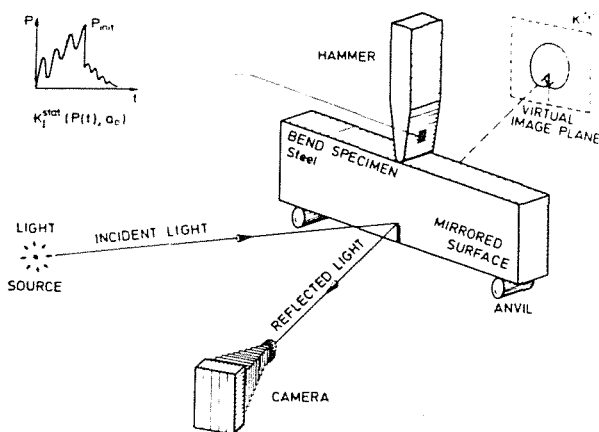 P
P_init
t
K_I^stat (P(t), a_0)
HAMMER
K
VIRTUAL
IMAGE PLANE
BEND SPECIMEN
Steel
MIRRORED
SURFACE
LIGHT
SOURCE
INCIDENT LIGHT
REFLECTED LIGHT
ANVIL
CAMERA